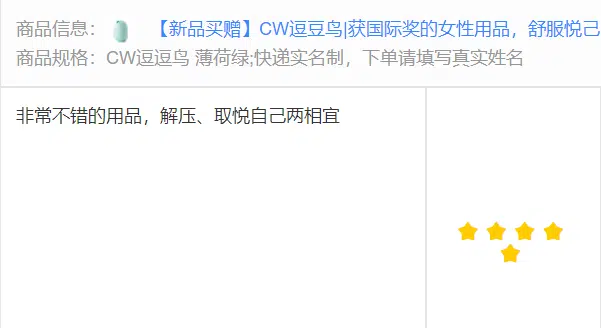 商品信息： 【新品买赠】CW逗豆鸟|获国际奖的女性用品，舒服悦己
商品规格：CW逗逗鸟 薄荷绿;快递实名制，下单请填写真实姓名
非常不错的用品，解压、取悦自己两相宜